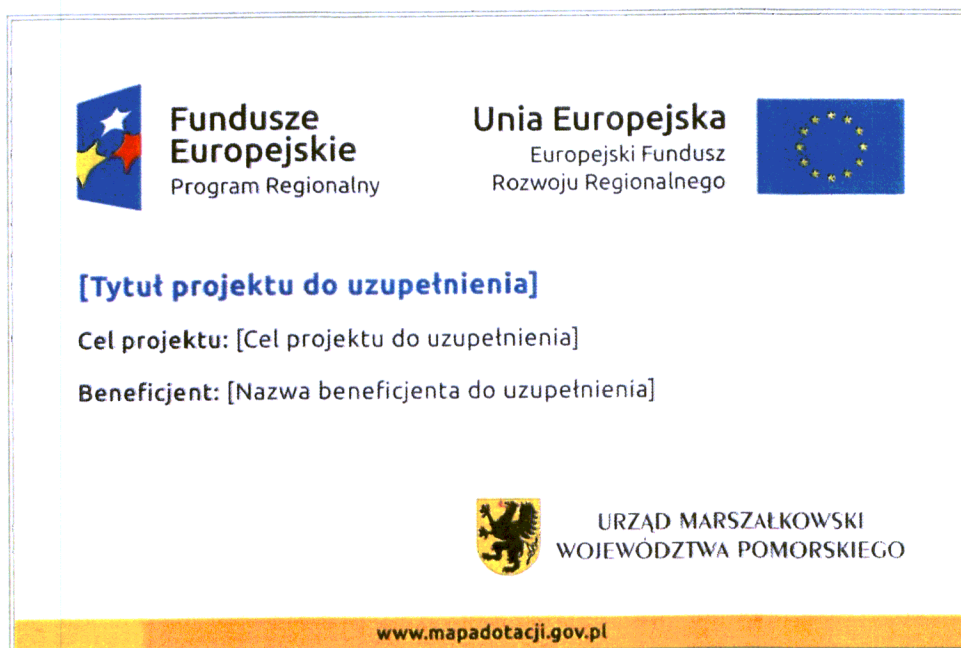 Fundusze
Europejskie
Program Regionalny
Unia Europejska
Europejski Fundusz
Rozwoju Regionalnego
[Tytuł projektu do uzupełnienia]
Cel projektu: [Cel projektu do uzupełnienia]
Beneficjent: [Nazwa beneficjenta do uzupełnienia]
URZĄD MARSZAŁKOWSKI
WOJEWÓDZTWA POMORSKIEGO
www.mapadotacji.gov.pl